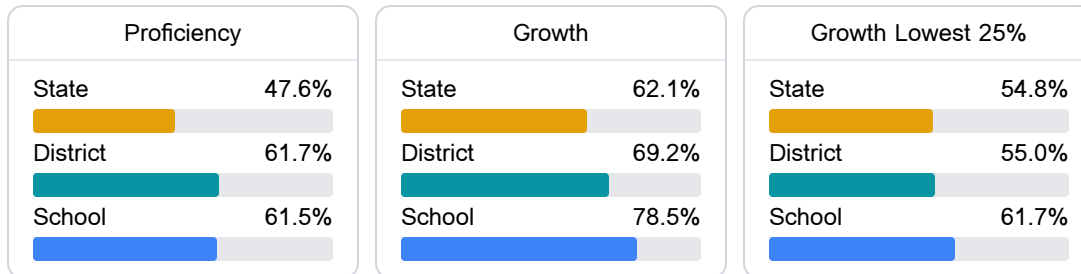 Proficiency
State 47.6%
District 61.7%
School 61.5%
Growth
State 62.1%
District 69.2%
School 78.5%
Growth Lowest 25%
State 54.8%
District 55.0%
School 61.7%